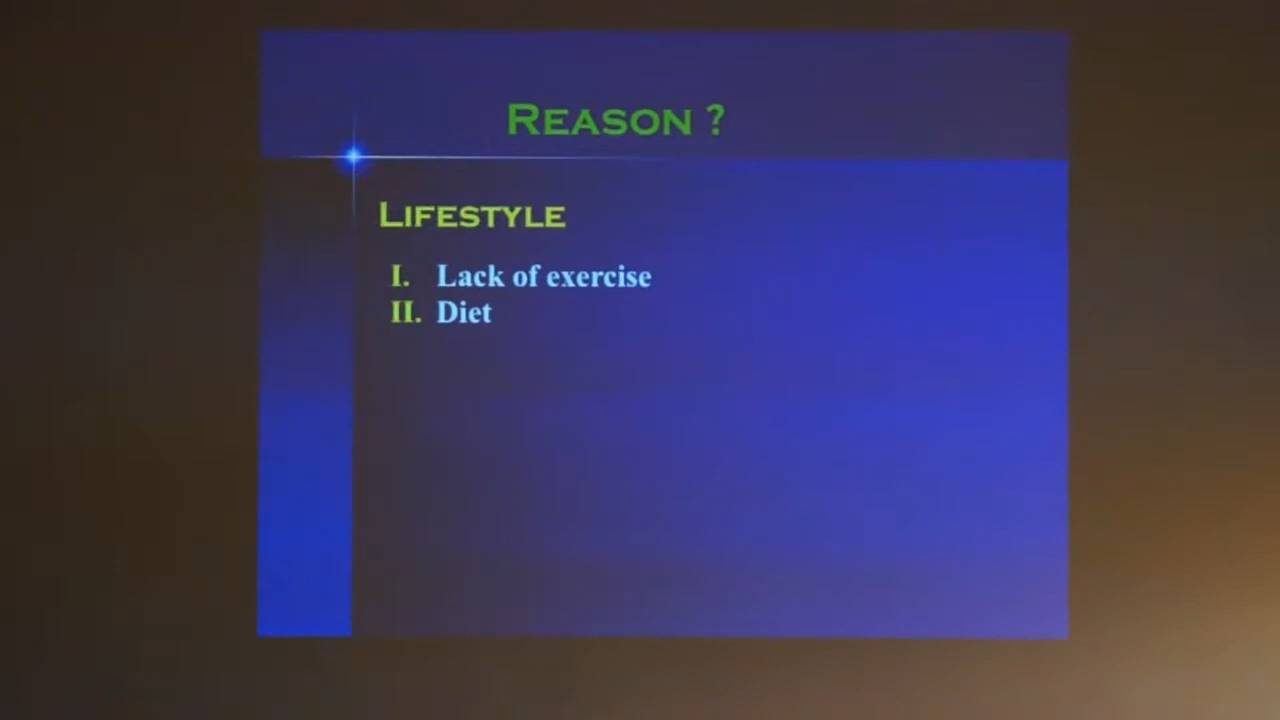 REASON ?
LIFESTYLE
I. Lack of exercise
II. Diet